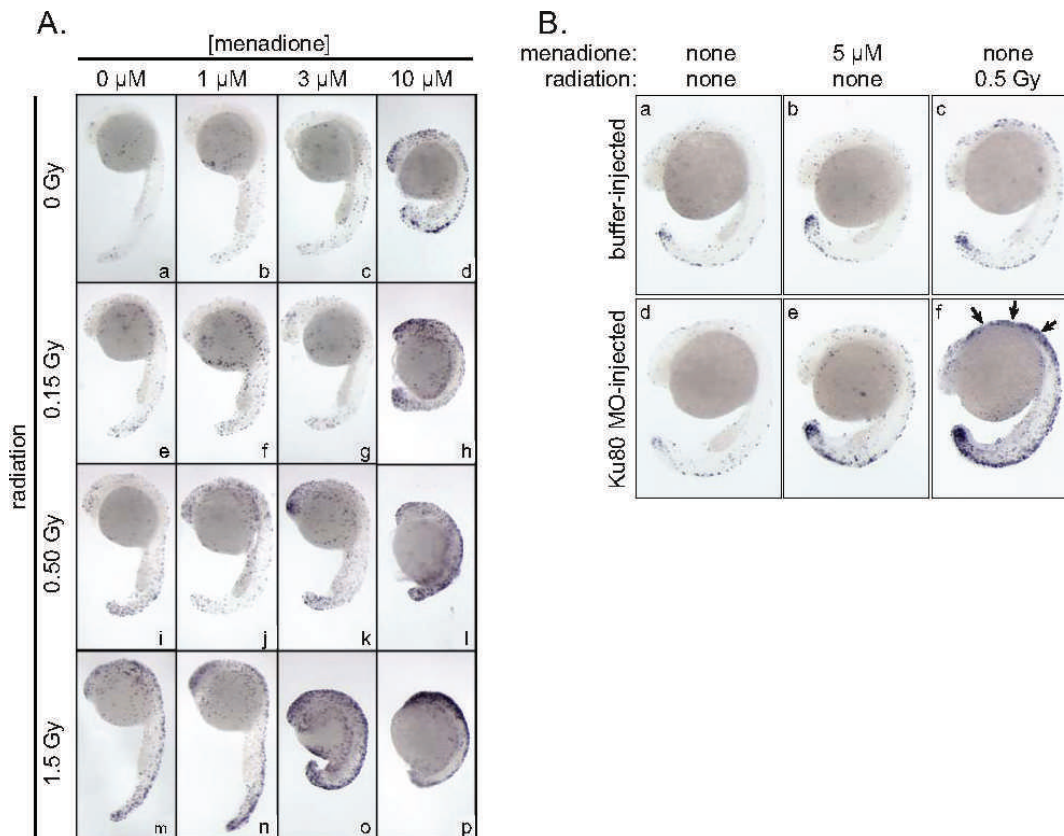 A.
[menadione]
0 µM 1 µM 3 µM 10 µM
radiation
0 Gy
a b c d
0.15 Gy
e f g h
0.50 Gy
i j k l
1.5 Gy
m n o p
B.
menadione: none 5 µM none
radiation: none none 0.5 Gy
buffer-injected
a b c
Ku80 MO-injected
d e f